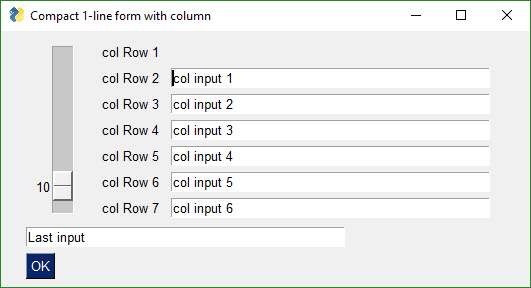 Compact 1-line form with column
col Row 1
col Row 2 col input 1
col Row 3 col input 2
col Row 4 col input 3
col Row 5 col input 4
col Row 6 col input 5
10
col Row 7 col input 6
Last input
OK